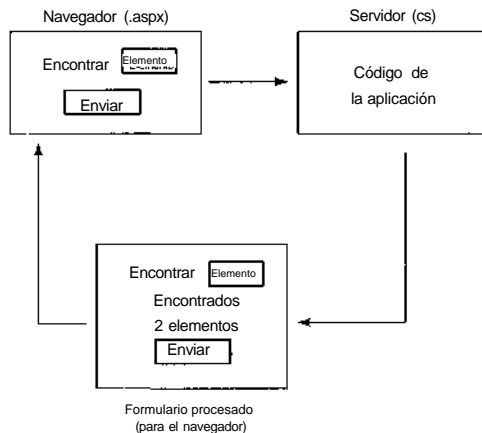 Navegador (.aspx)
Servidor (cs)
Encontrar Elemento
Enviar
Código de
la aplicación
Encontrar Elemento
Encontrados
2 elementos
Enviar
Formulario procesado
(para el navegador)